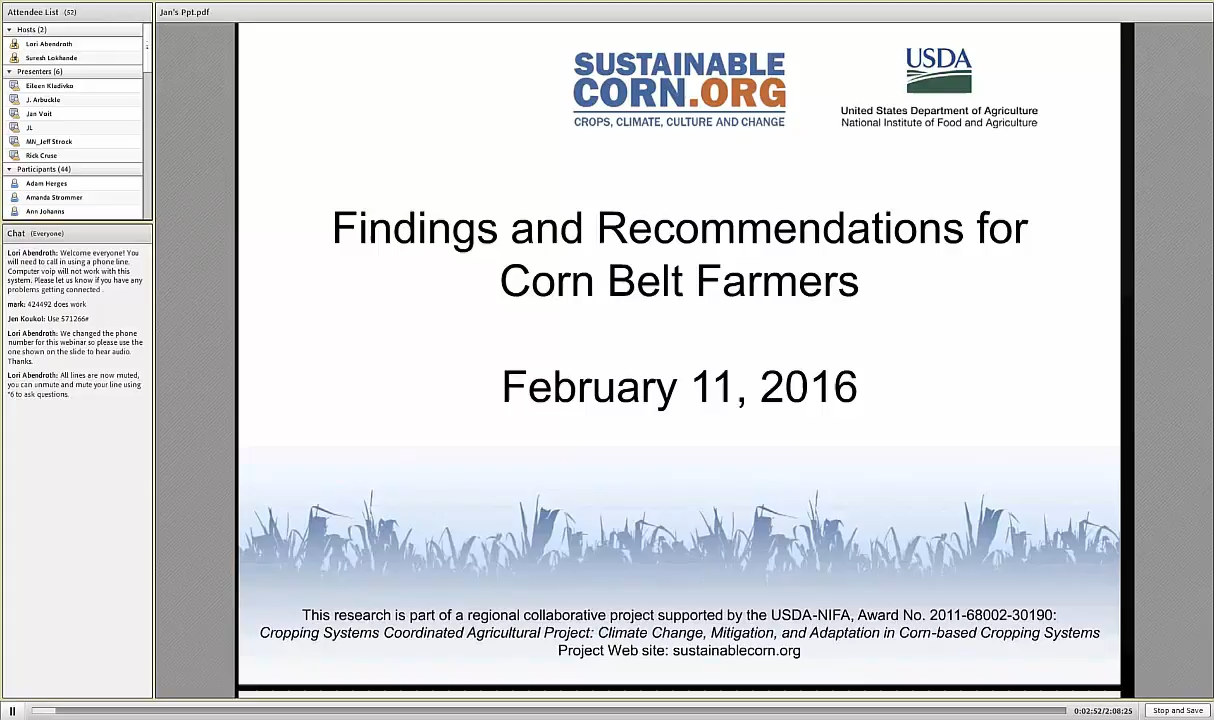 Attendee List (52)
Hosts (2)
Lori Abendroth
Suresh Lokhande
Presenters (6)
Eileen Kladivko
J. Arbuckle
Jan Voit
JL
MN_Jeff Strock
Rick Cruse
Participants (44)
Adam Herges
Amanda Strommer
Ann Johanns
Chat (Everyone)
Lori Abendroth: Welcome everyone! You
will need to call in using a phone line.
Computer voip will not work with this
system. Please let us know if you have any
problems getting connected .
mark: 424492 does work
Jen Koukol: Use 571266#
Lori Abendroth: We changed the phone
number for this webinar so please use the
one shown on the slide to hear audio.
Thanks.
Lori Abendroth: All lines are now muted,
you can unmute and mute your line using
*6 to ask questions.
Jan's Ppt.pdf
SUSTAINABLE
CORN.ORG
CROPS, CLIMATE, CULTURE AND CHANGE
USDA
United States Department of Agriculture
National Institute of Food and Agriculture
Findings and Recommendations for
Corn Belt Farmers
February 11, 2016
This research is part of a regional collaborative project supported by the USDA-NIFA, Award No. 2011-68002-30190:
Cropping Systems Coordinated Agricultural Project: Climate Change, Mitigation, and Adaptation in Corn-based Cropping Systems
Project Web site: sustainablecorn.org
0:02:52/2:08:25
Stop and Save